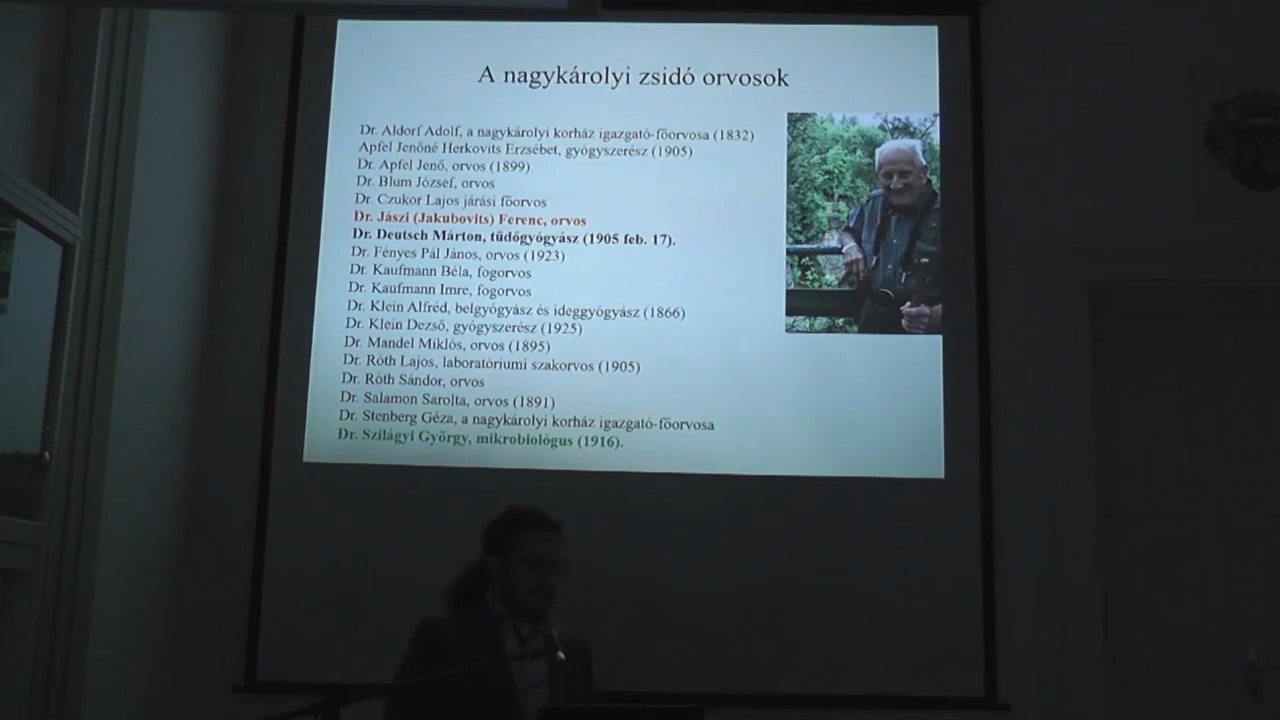 A nagykárolyi zsidó orvosok
Dr. Aldorf Adolf, a nagykárolyi korház igazgató-főorvosa (1832)
Apfel Jenőné Herkovits Erzsébet, gyógyszerész (1905)
Dr. Apfel Jenő, orvos (1899).
Dr. Blum József, orvos
Dr. Czukor Lajos járási főorvos
Dr. Jászi (Jakubovits) Ferenc, orvos
Dr. Deutsch Márton, tüdőgyógyász (1905 feb. 17).
Dr. Fényes Pál János, orvos (1923)
Dr. Kaufmann Béla, fogorvos
Dr. Kaufmann Imre, fogorvos
Dr. Klein Alfréd, belgyógyász és ideggyógyász (1866)
Dr. Klein Dezső, gyógyszerész (1925)
Dr. Mandel Miklós, orvos (1895)
Dr. Róth Lajos, laboratóriumi szakorvos (1905)
Dr. Róth Sándor, orvos
Dr. Salamon Sarolta, orvos (1891)
Dr. Stenberg Géza, a nagykárolyi korház igazgató-főorvosa
Dr. Szilágyi György, mikrobiológus (1916).